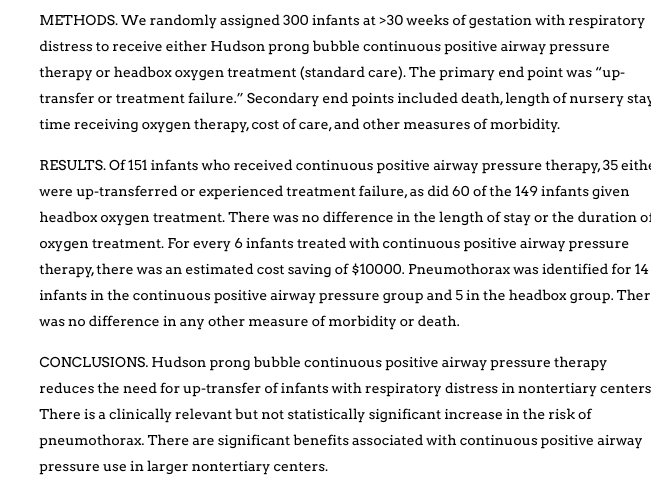 METHODS. We randomly assigned 300 infants at >30 weeks of gestation with respiratory
distress to receive either Hudson prong bubble continuous positive airway pressure
therapy or headbox oxygen treatment (standard care). The primary end point was “up-
transfer or treatment failure.” Secondary end points included death, length of nursery stay
time receiving oxygen therapy, cost of care, and other measures of morbidity.
RESULTS. Of 151 infants who received continuous positive airway pressure therapy, 35 eithe
were up-transferred or experienced treatment failure, as did 60 of the 149 infants given
headbox oxygen treatment. There was no difference in the length of stay or the duration of
oxygen treatment. For every 6 infants treated with continuous positive airway pressure
therapy, there was an estimated cost saving of $10000. Pneumothorax was identified for 14
infants in the continuous positive airway pressure group and 5 in the headbox group. Ther
was no difference in any other measure of morbidity or death.
CONCLUSIONS. Hudson prong bubble continuous positive airway pressure therapy
reduces the need for up-transfer of infants with respiratory distress in nontertiary centers
There is a clinically relevant but not statistically significant increase in the risk of
pneumothorax. There are significant benefits associated with continuous positive airway
pressure use in larger nontertiary centers.